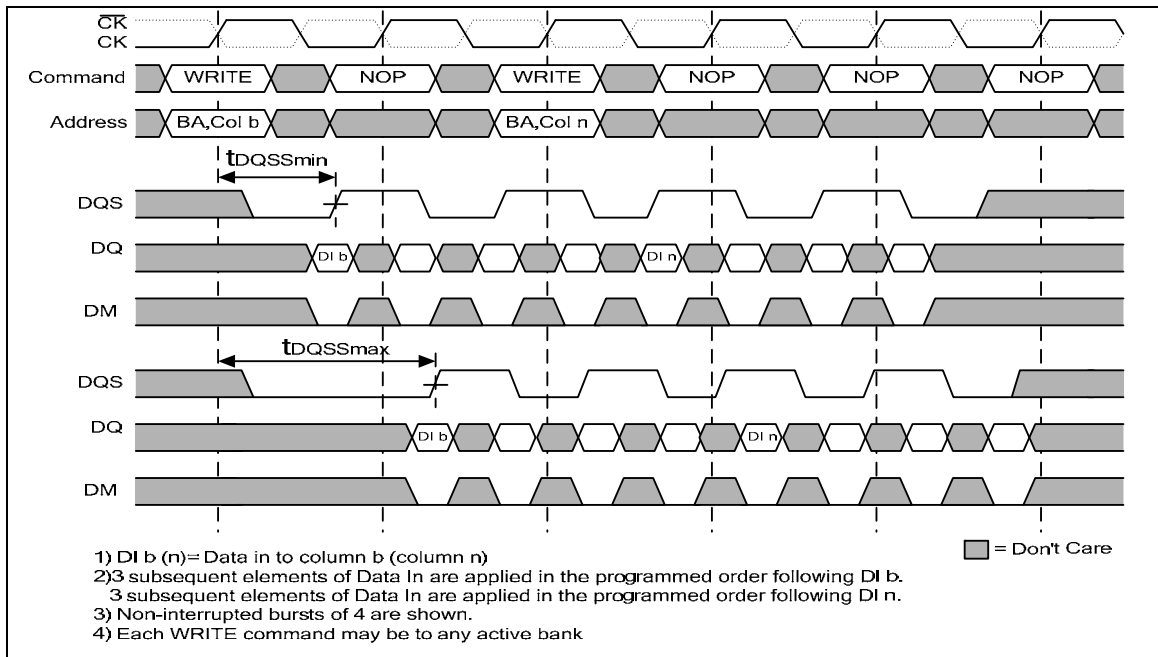 CK
CK
Command WRITE NOP WRITE NOP NOP NOP
Address BA,Col b BA,Col n
tDQSSmin
DQS
DQ DI b DI n
DM
tDQSSmax
DQS
DQ DI b DI n
DM
1) DI b (n)= Data in to column b (column n)
= Don't Care
2)3 subsequent elements of Data In are applied in the programmed order following DI b.
3 subsequent elements of Data In are applied in the programmed order following DI n.
3) Non-interrupted bursts of 4 are shown.
4) Each WRITE command may be to any active bank